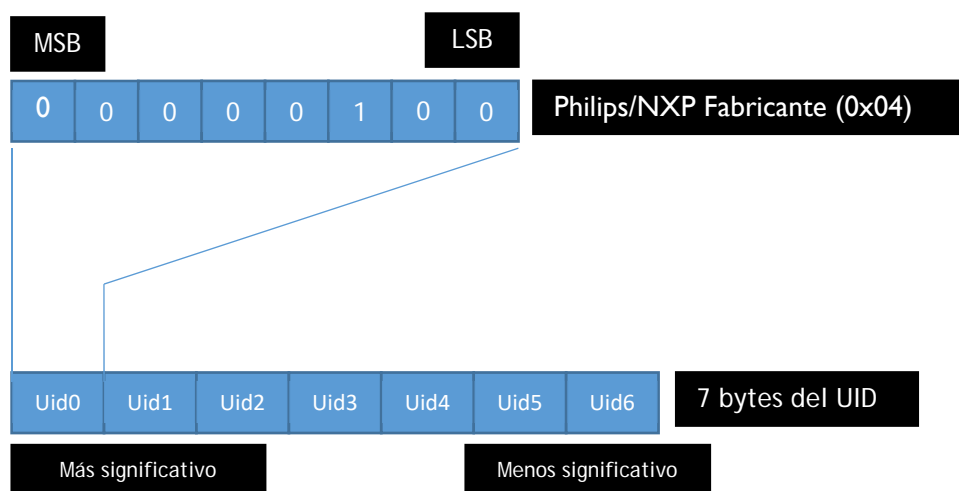 MSB
LSB
0 0 0 0 0 1 0 0
Philips/NXP Fabricante (0x04)
Uid0 Uid1 Uid2 Uid3 Uid4 Uid5 Uid6
7 bytes del UID
Más significativo
Menos significativo